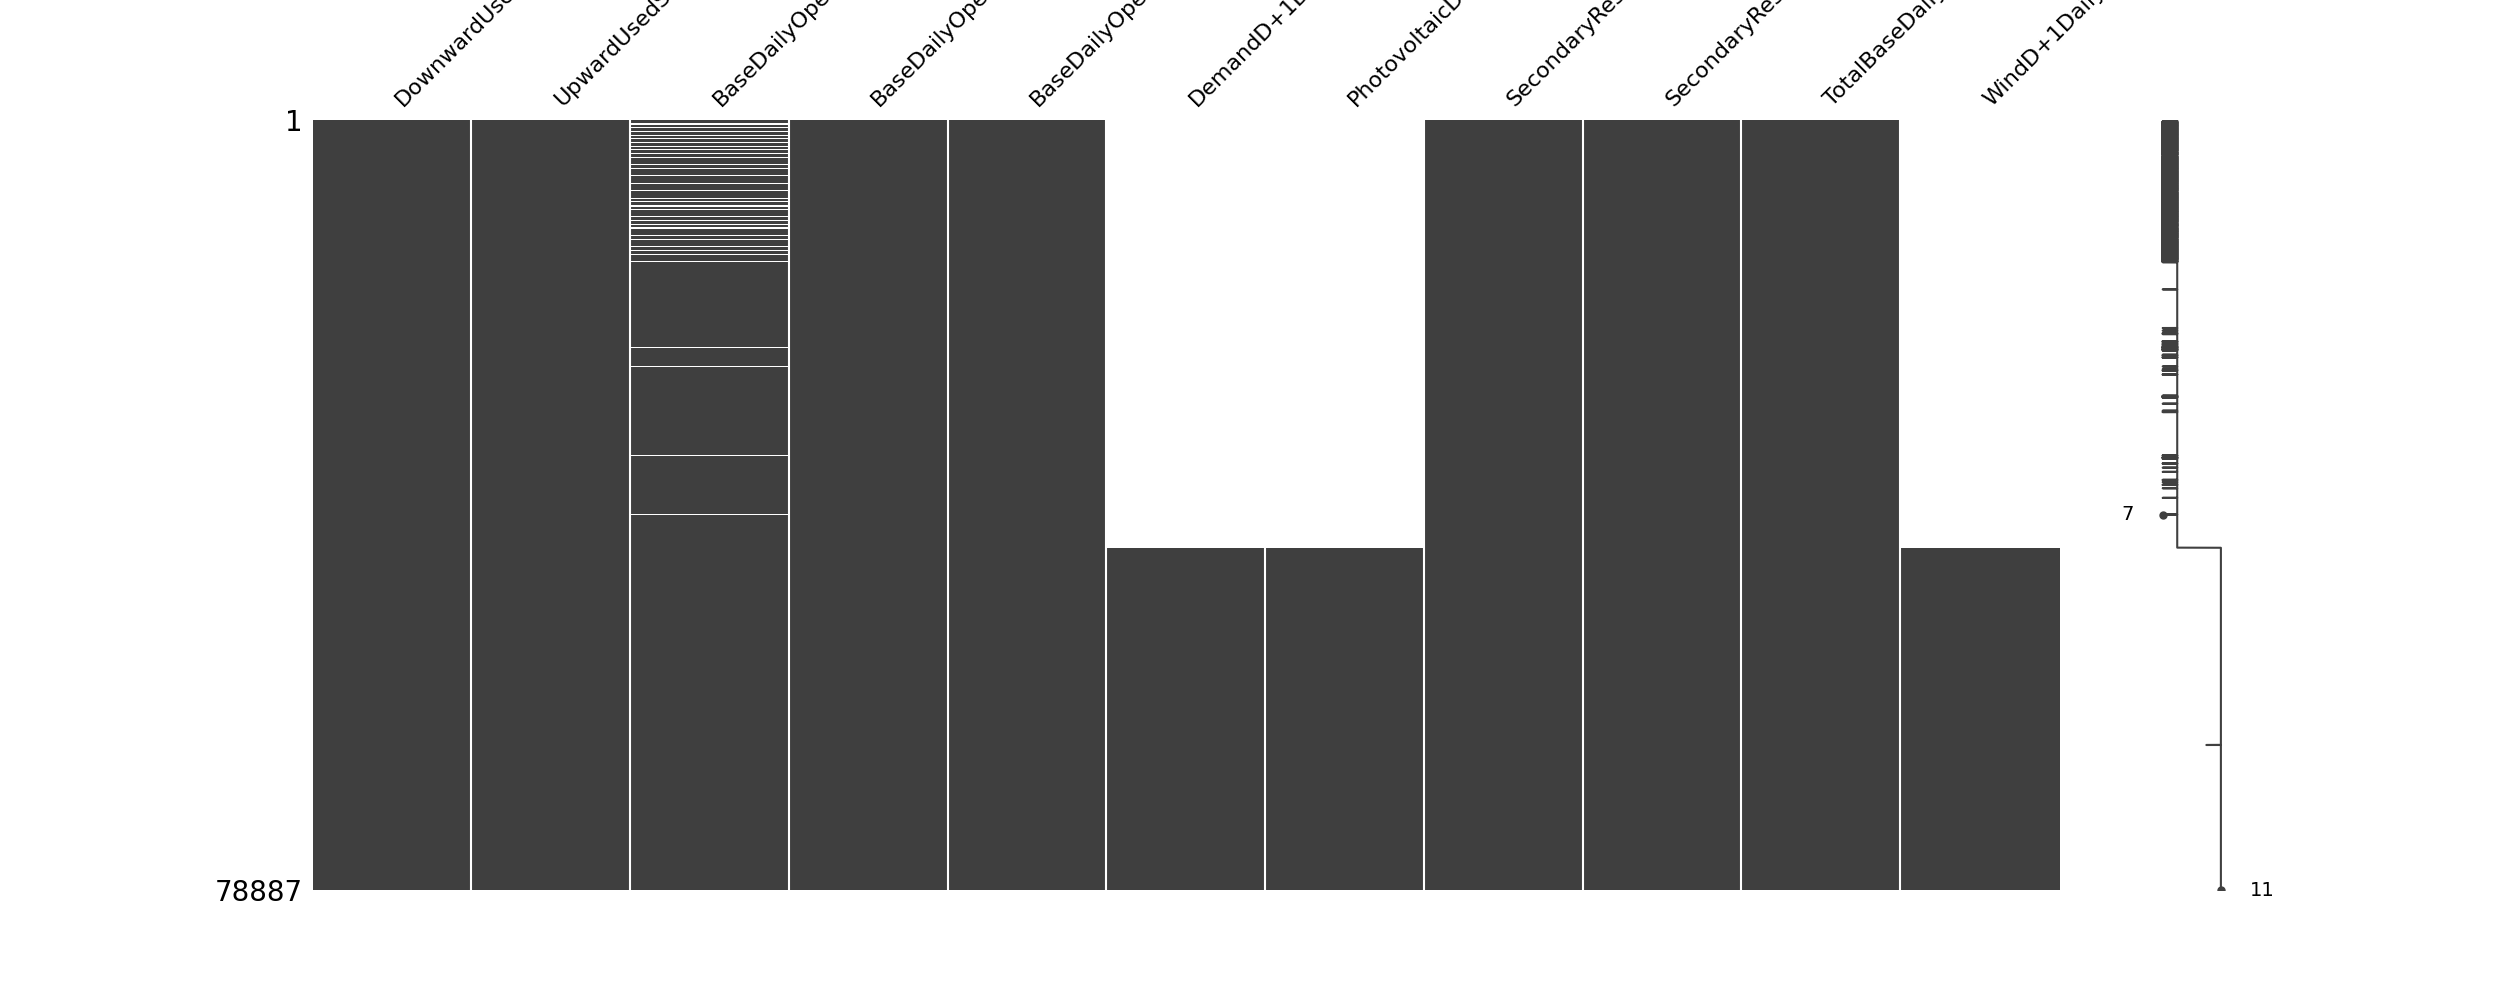 DownwardUse
UpwardUsedS
BaseDailyOpe
BaseDailyOpe
BaseDailyOpe
DemandD+1D
PhotovoltaicD
SecondaryRes
SecondaryRes
TotalBaseDaily
WindD+1Daily
1
7
78887
11